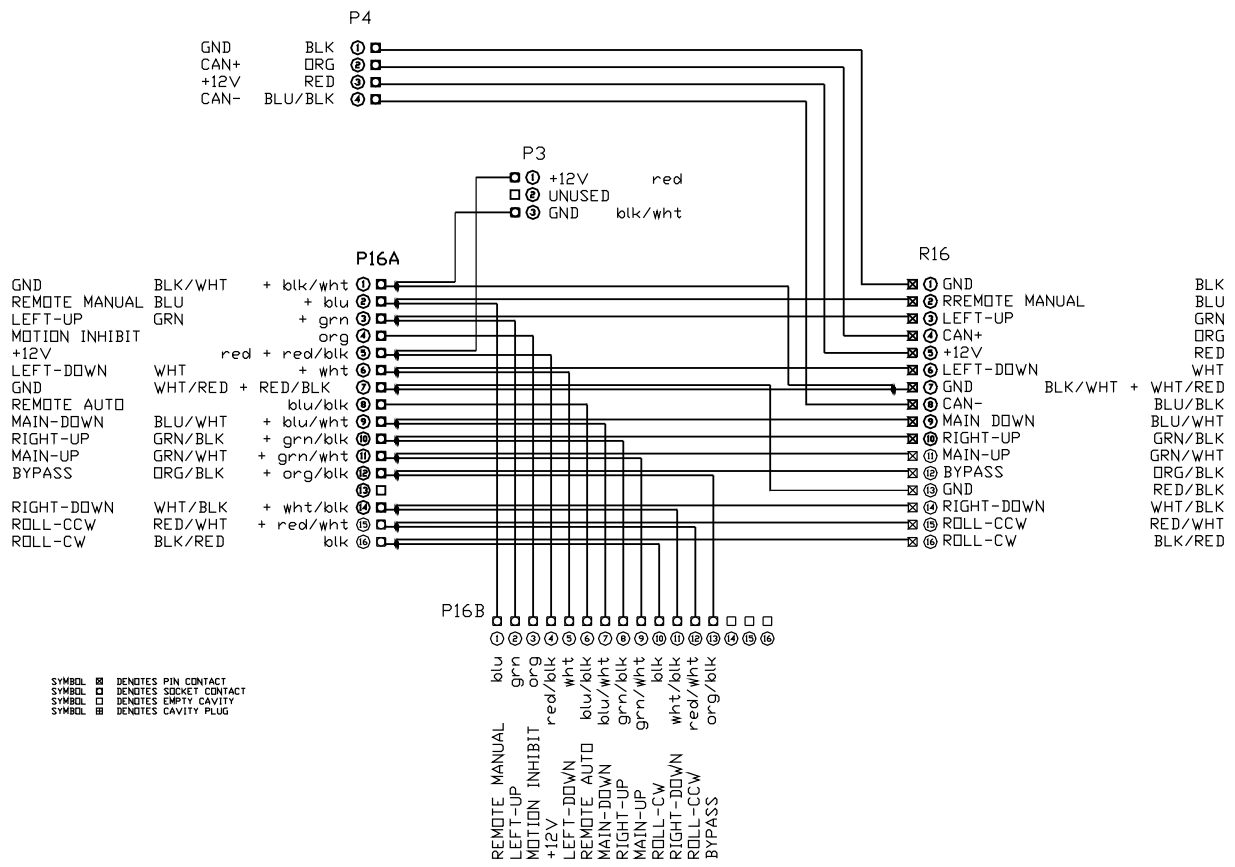 P4
GND BLK 1
CAN+ ORG 2
+12V RED 3
CAN- BLU/BLK 4
P3
1 +12V red
2 UNUSED
3 GND blk/wht
P16A
GND BLK/WHT + blk/wht 1
REMOTE MANUAL BLU + blu 2
LEFT-UP GRN + grn 3
MOTION INHIBIT org 4
+12V red + red/blk 5
LEFT-DOWN WHT + wht 6
GND WHT/RED + RED/BLK 7
REMOTE AUTO blu/blk 8
MAIN-DOWN BLU/WHT + blu/wht 9
RIGHT-UP GRN/BLK + grn/blk 10
MAIN-UP GRN/WHT + grn/wht 11
BYPASS ORG/BLK + org/blk 12
13
RIGHT-DOWN WHT/BLK + wht/blk 14
ROLL-CCW RED/WHT + red/wht 15
ROLL-CW BLK/RED blk 16
R16
1 GND BLK
2 RREMOTE MANUAL BLU
3 LEFT-UP GRN
4 CAN+ ORG
5 +12V RED
6 LEFT-DOWN WHT
7 GND BLK/WHT + WHT/RED
8 CAN- BLU/BLK
9 MAIN DOWN BLU/WHT
10 RIGHT-UP GRN/BLK
11 MAIN-UP GRN/WHT
12 BYPASS ORG/BLK
13 GND RED/BLK
14 RIGHT-DOWN WHT/BLK
15 ROLL-CCW RED/WHT
16 ROLL-CW BLK/RED
P16B
1 blu REMOTE MANUAL
2 grn LEFT-UP
3 org MOTION INHIBIT
4 red/blk +12V
5 wht LEFT-DOWN
6 blu/blk REMOTE AUTO
7 blu/wht MAIN-DOWN
8 grn/blk RIGHT-UP
9 grn/wht MAIN-UP
10 blk ROLL-CW
11 wht/blk RIGHT-DOWN
12 red/wht ROLL-CCW
13 org/blk BYPASS
14
15
16
SYMBOL DENOTES PIN CONTACT
SYMBOL DENOTES SOCKET CONTACT
SYMBOL DENOTES EMPTY CAVITY
SYMBOL DENOTES CAVITY PLUG